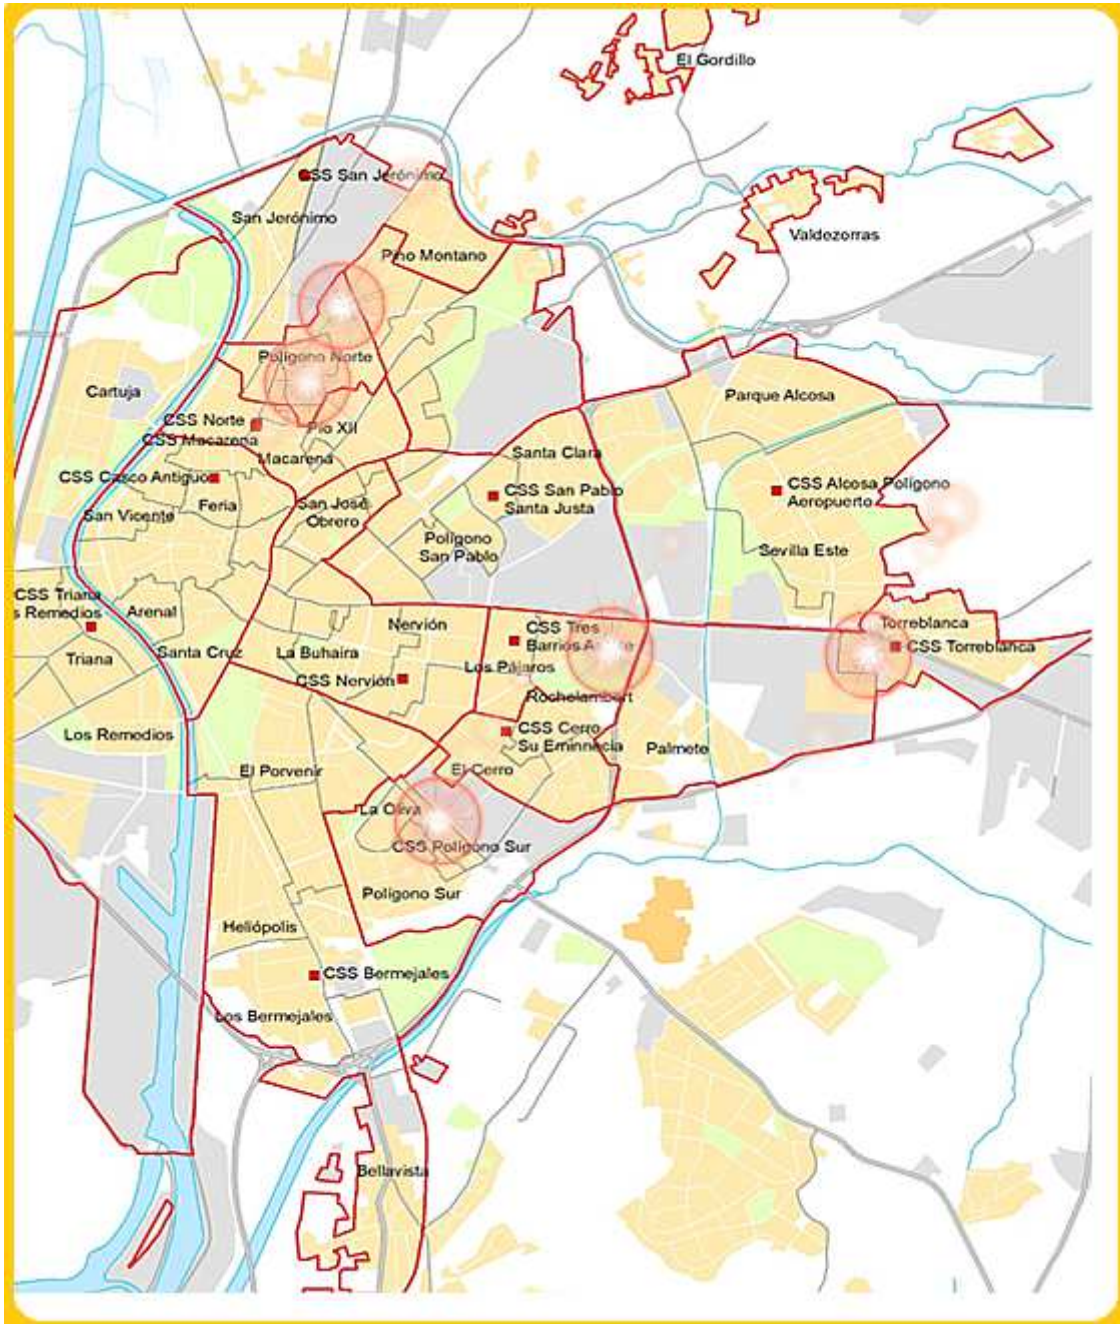 El Gordillo
CSS San Jerónimo
San Jerónimo
Valdezorras
Pino Montano
Polígono Norte
Cartuja
Parque Alcosa
CSS Norte
Pío XII
CSS Macarena
Macarena
Santa Clara
CSS Casco Antiguo
CSS Alcosa Polígono
Aeropuerto
CSS San Pablo
Santa Justa
Feria
San José
Obrero
San Vicente
Polígono
San Pablo
Sevilla Este
CSS Triana
s Remedios
Arenal
Nervión
CSS Tres
Barrios
Torreblanca
CSS Torreblanca
Triana
Santa Cruz
La Buhaira
Los Pájaros
CSS Nervión
Rochelambert
Los Remedios
CSS Cerro
Su Eminnecia
Palmete
El Porvenir
El Cerro
La Oliva
CSS Polígono Sur
Polígono Sur
Heliópolis
CSS Bermejales
Los Bermejales
Bellavista